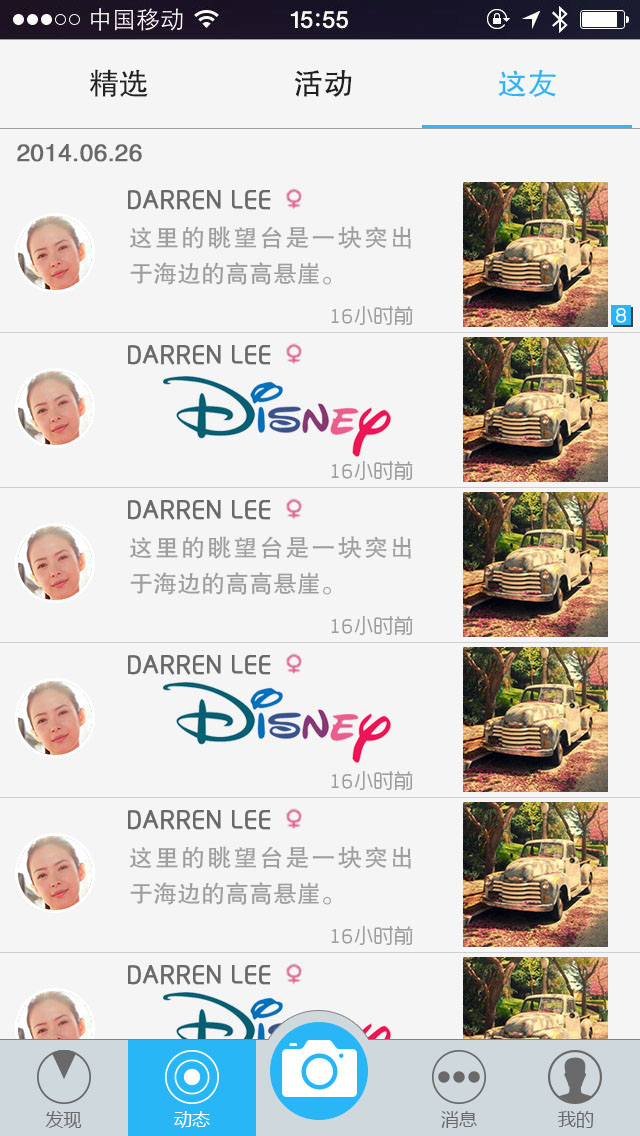 中国移动 15:55
精选 活动 这友
2014.06.26
DARREN LEE
这里的眺望台是一块突出
于海边的高高悬崖。
16小时前
8
DARREN LEE
DISNEY
16小时前
DARREN LEE
这里的眺望台是一块突出
于海边的高高悬崖。
16小时前
DARREN LEE
DISNEY
16小时前
DARREN LEE
这里的眺望台是一块突出
于海边的高高悬崖。
16小时前
DARREN LEE
DISNEY
发现 动态 消息 我的